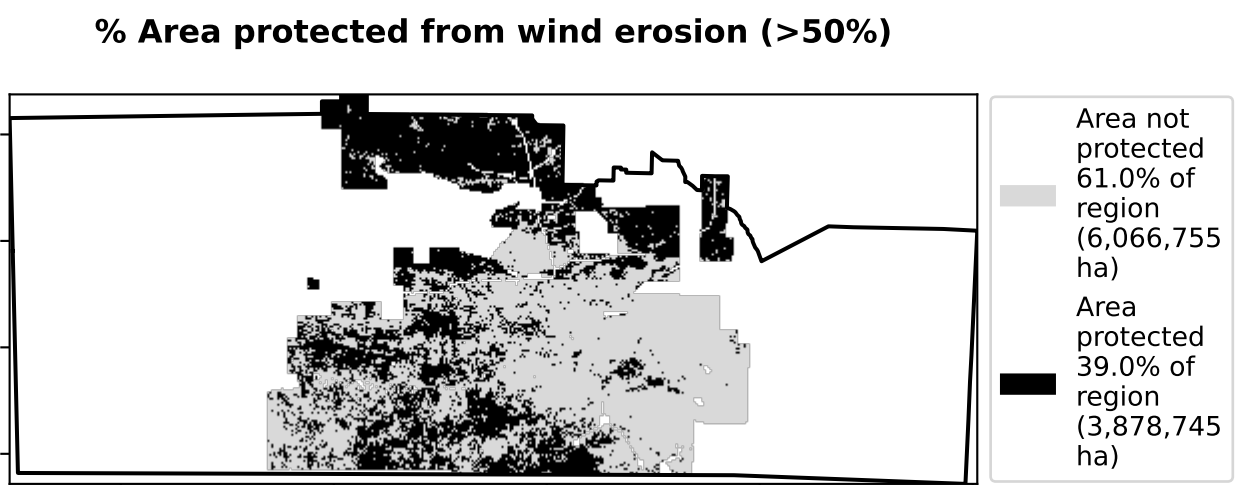 % Area protected from wind erosion (>50%)
Area not
protected
61.0% of
region
(6,066,755
ha)
Area
protected
39.0% of
region
(3,878,745
ha)